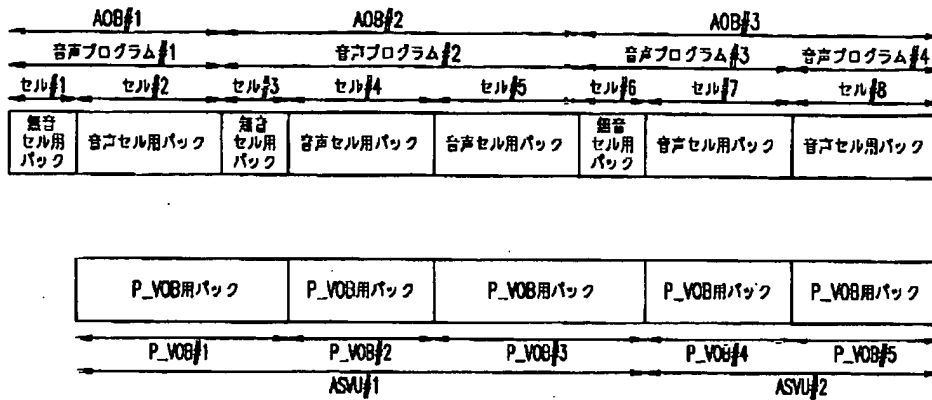 AOB#1 AOB#2 AOB#3
音声プログラム#1 音声プログラム#2 音声プログラム#3 音声プログラム#4
セル#1 セル#2 セル#3 セル#4 セル#5 セル#6 セル#7 セル#8
無音
セル用
パック
音声セル用パック
無音
セル用
パック
音声セル用パック
音声セル用パック
無音
セル用
パック
音声セル用パック
音声セル用パック
P_VOB用パック P_VOB用パック P_VOB用パック P_VOB用パック P_VOB用パック
P_VOB#1 P_VOB#2 P_VOB#3 P_VOB#4 P_VOB#5
ASVU#1 ASVU#2